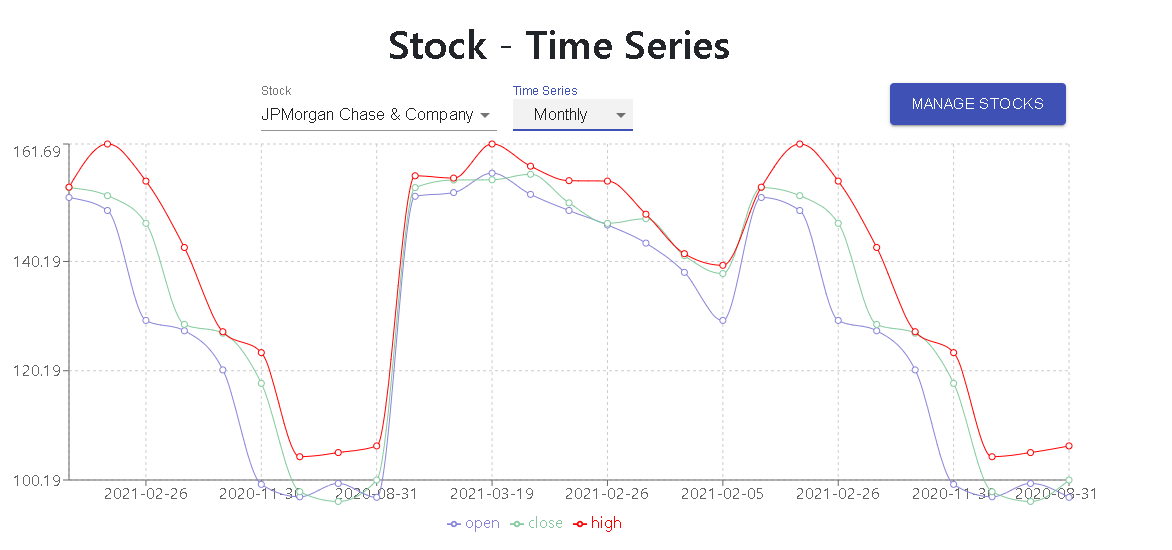 Stock - Time Series
Stock
JPMorgan Chase & Company
Time Series
Monthly
MANAGE STOCKS
161.69
140.19
120.19
100.19
2021-02-26 2020-11-30 2020-08-31 2021-03-19 2021-02-26 2021-02-05 2021-02-26 2020-11-30 2020-08-31
open close high